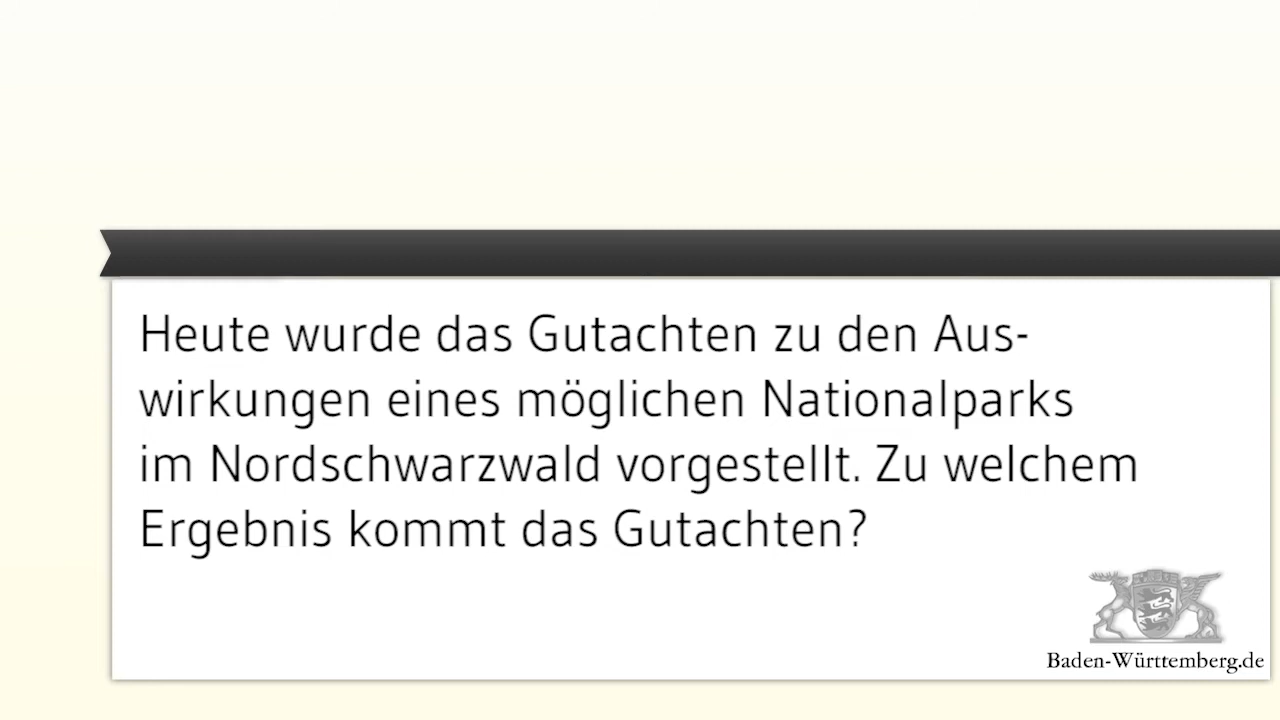 Heute wurde das Gutachten zu den Aus-
wirkungen eines möglichen Nationalparks
im Nordschwarzwald vorgestellt. Zu welchem
Ergebnis kommt das Gutachten?
Baden-Württemberg.de